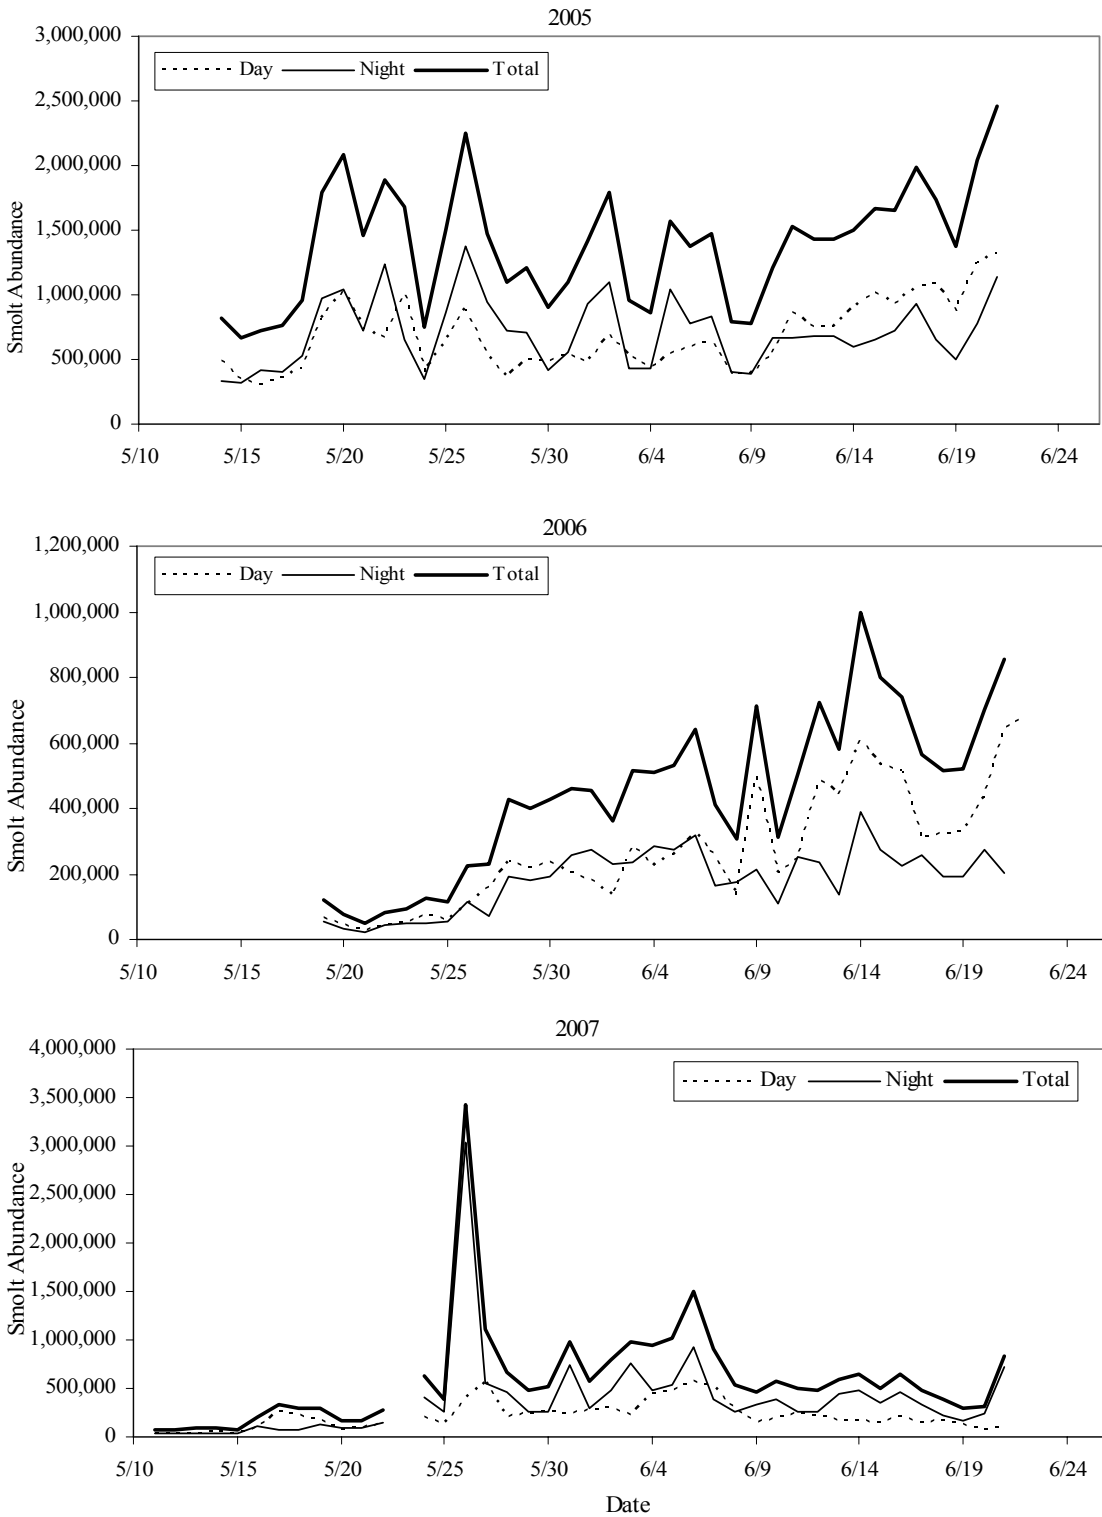 2005
3,000,000
2,500,000
2,000,000
1,500,000
1,000,000
500,000
0
Smolt Abundance
Day Night Total
5/10 5/15 5/20 5/25 5/30 6/4 6/9 6/14 6/19 6/24
2006
1,200,000
1,000,000
800,000
600,000
400,000
200,000
0
Smolt Abundance
Day Night Total
5/10 5/15 5/20 5/25 5/30 6/4 6/9 6/14 6/19 6/24
2007
4,000,000
3,500,000
3,000,000
2,500,000
2,000,000
1,500,000
1,000,000
500,000
0
Smolt Abundance
Day Night Total
5/10 5/15 5/20 5/25 5/30 6/4 6/9 6/14 6/19 6/24
Date